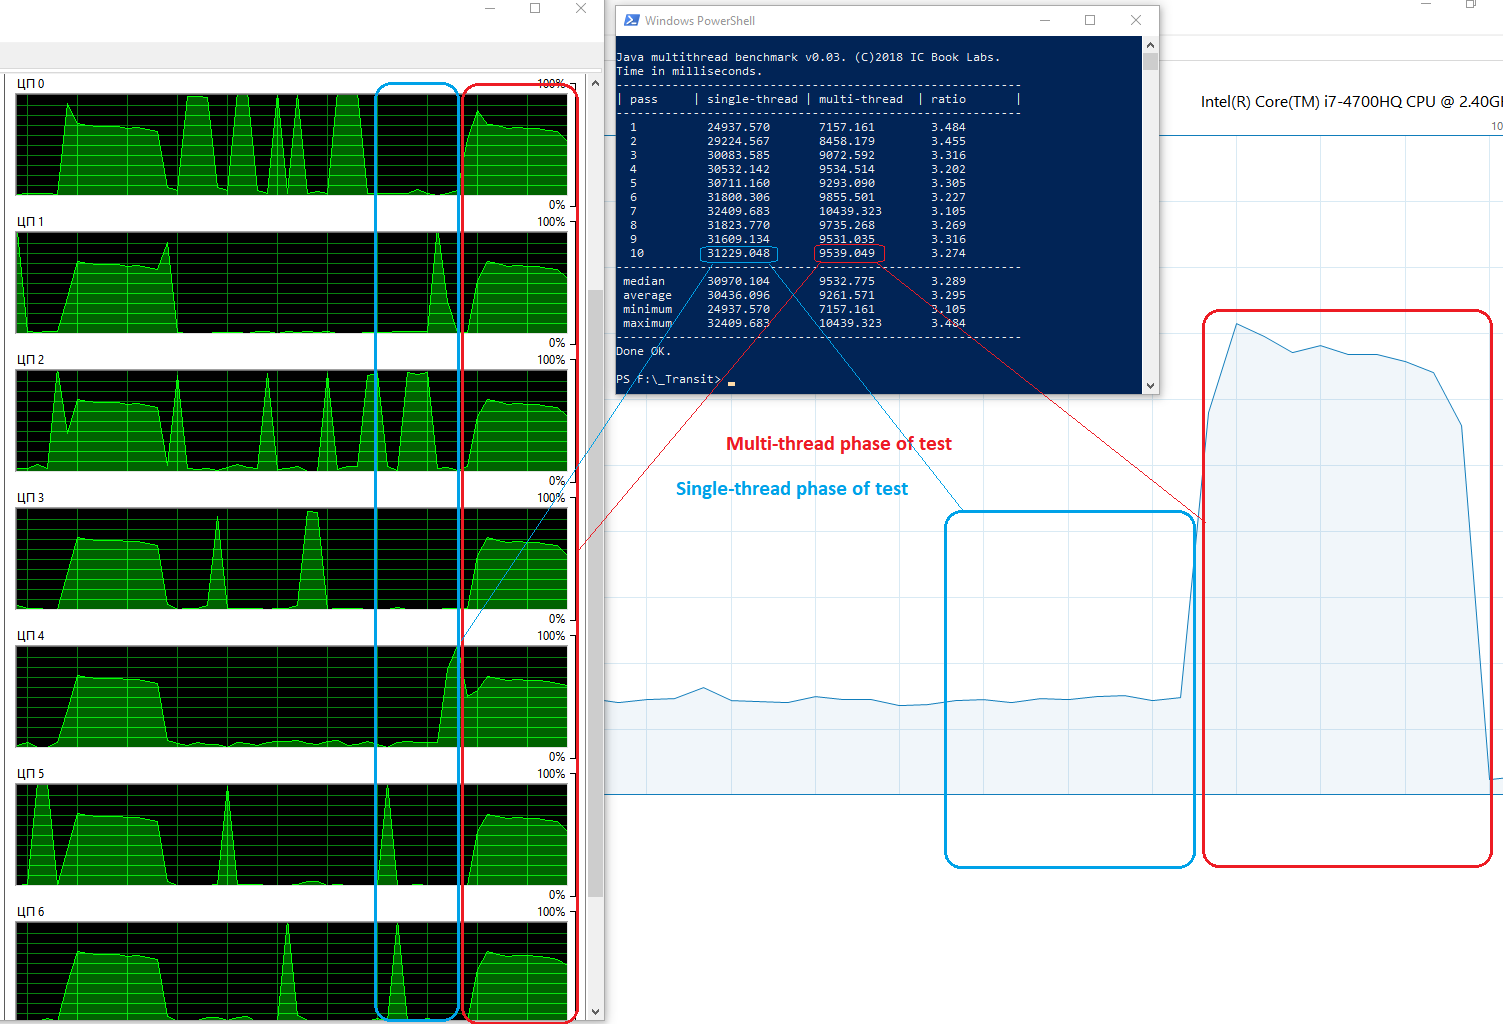 ЦП 0
100%
0%
ЦП 1
100%
0%
ЦП 2
100%
0%
ЦП 3
100%
0%
ЦП 4
100%
0%
ЦП 5
100%
0%
ЦП 6
100%
Windows PowerShell
Java multithread benchmark v0.03. (C)2018 IC Book Labs.
Time in milliseconds.
| pass | single-thread | multi-thread | ratio |
1 24937.570 7157.161 3.484
2 29224.567 8458.179 3.455
3 30083.585 9072.592 3.316
4 30532.142 9534.514 3.202
5 30711.160 9293.090 3.305
6 31800.306 9855.501 3.227
7 32409.683 10439.323 3.105
8 31823.770 9735.268 3.269
9 31609.134 9531.035 3.316
10 31229.048 9539.049 3.274
median 30970.104 9532.775 3.289
average 30436.096 9261.571 3.295
minimum 24937.570 7157.161 3.105
maximum 32409.683 10439.323 3.484
Done OK.
PS F:\_Transit>
Multi-thread phase of test
Single-thread phase of test
Intel(R) Core(TM) i7-4700HQ CPU @ 2.40GH
10